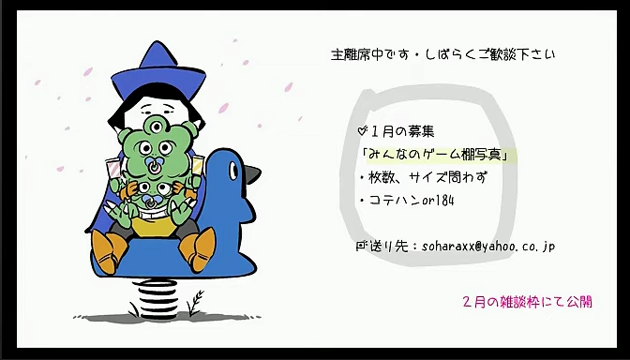 主離席中です・しばらくご歓談下さい
♡１月の募集
「みんなのゲーム棚写真」
・枚数、サイズ問わず
・コテハンor184
送り先：soharaxx@yahoo.co.jp
２月の雑談枠にて公開